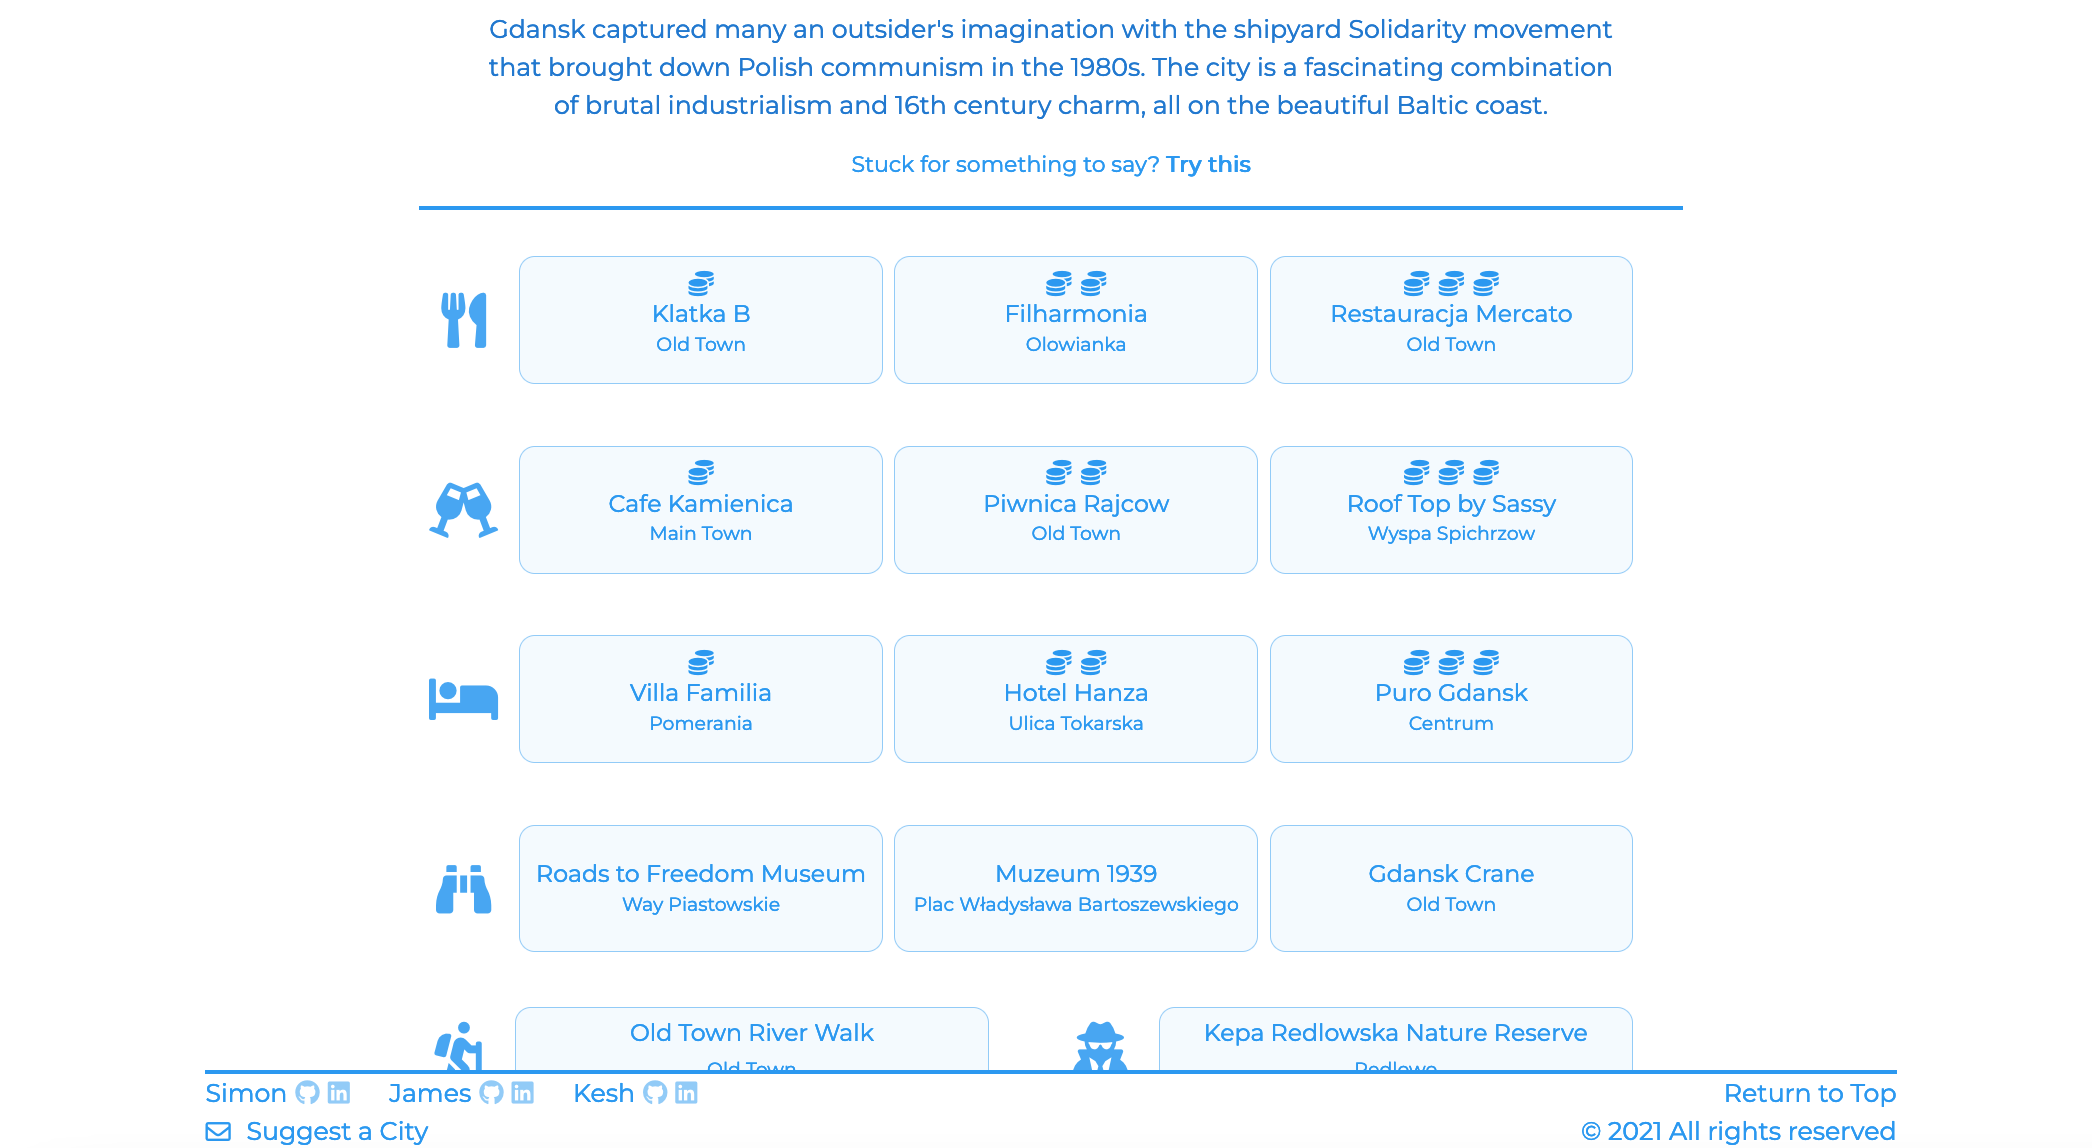 Gdansk captured many an outsider's imagination with the shipyard Solidarity movement
that brought down Polish communism in the 1980s. The city is a fascinating combination
of brutal industrialism and 16th century charm, all on the beautiful Baltic coast.
Stuck for something to say? Try this
Klatka B
Old Town
Filharmonia
Olowianka
Restauracja Mercato
Old Town
Cafe Kamienica
Main Town
Piwnica Rajcow
Old Town
Roof Top by Sassy
Wyspa Spichrzow
Villa Familia
Pomerania
Hotel Hanza
Ulica Tokarska
Puro Gdansk
Centrum
Roads to Freedom Museum
Way Piastowskie
Muzeum 1939
Plac Władysława Bartoszewskiego
Gdansk Crane
Old Town
Old Town River Walk
Old Town
Kepa Redlowska Nature Reserve
Redlowo
Simon James Kesh
Return to Top
Suggest a City
© 2021 All rights reserved